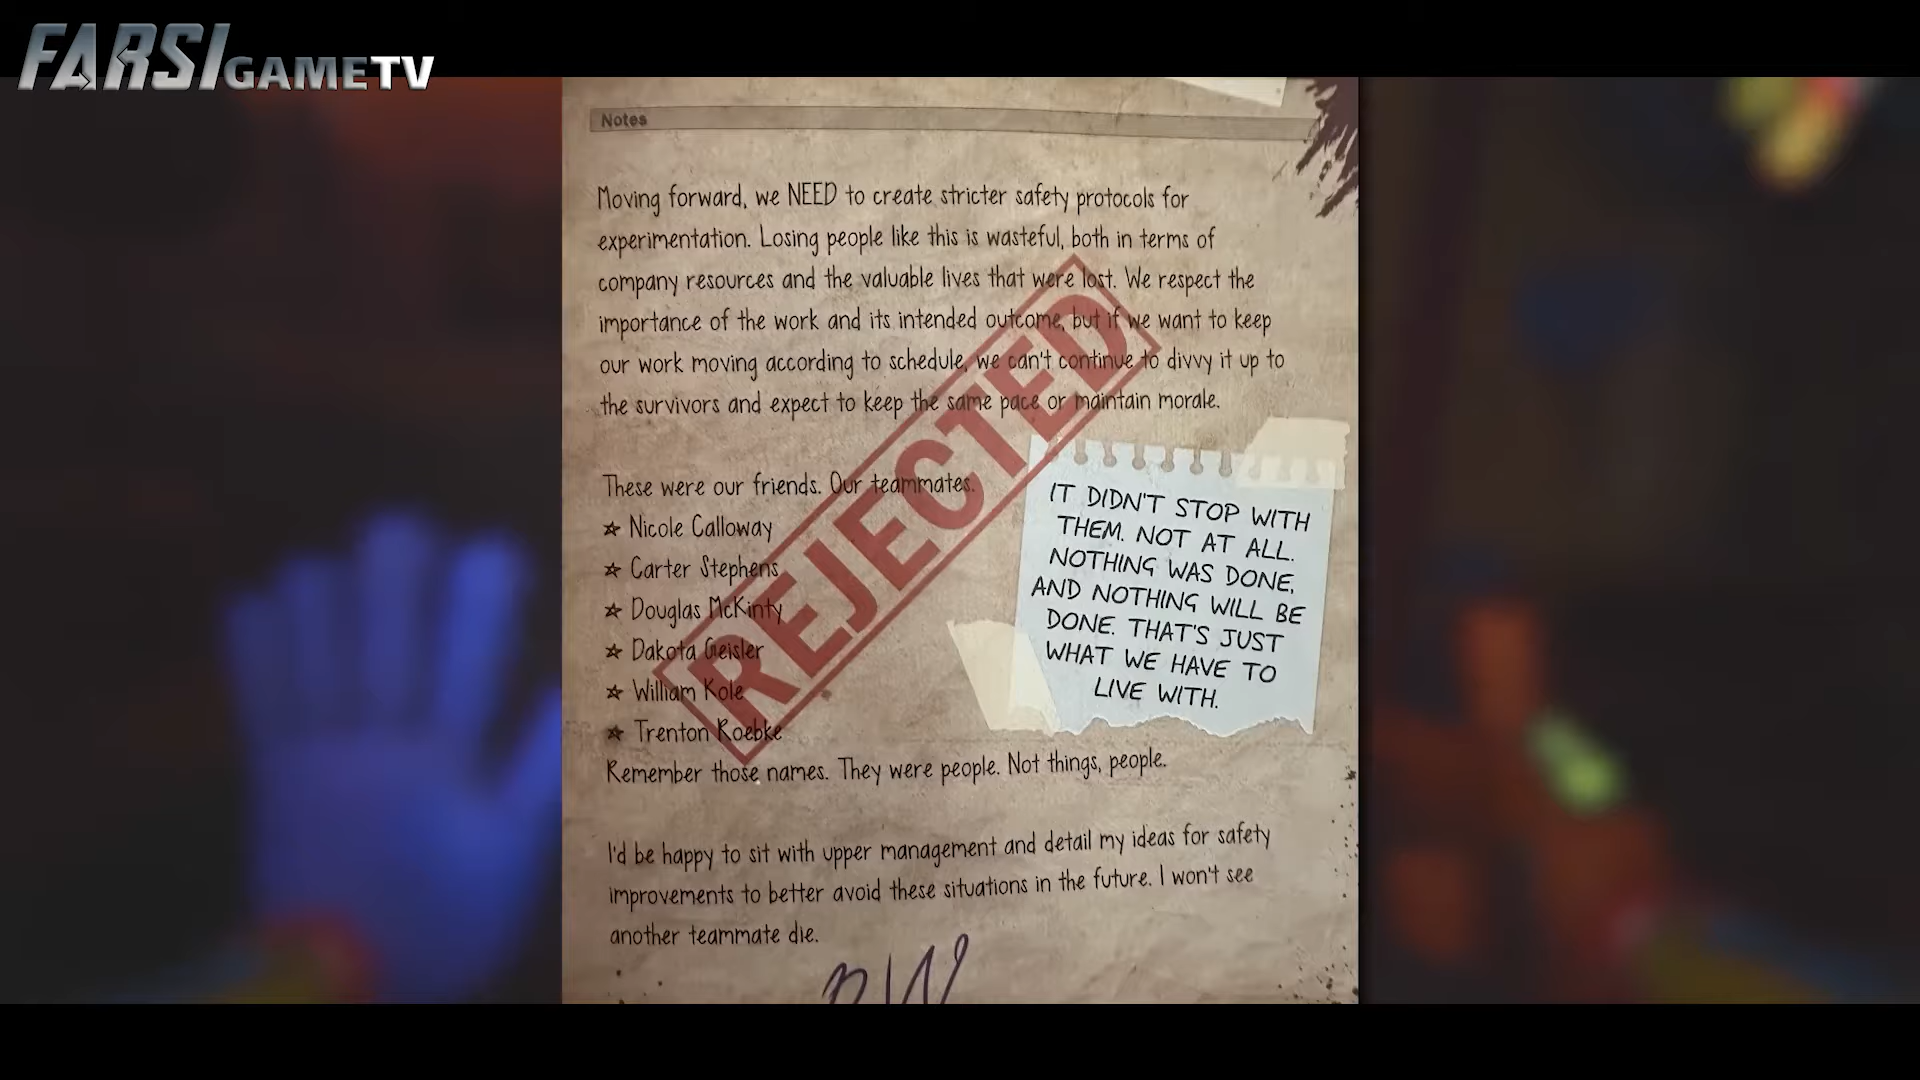 FARSIGAMETV
Notes
Moving forward, we NEED to create stricter safety protocols for
experimentation. Losing people like this is wasteful, both in terms of
company resources and the valuable lives that were lost. We respect the
importance of the work and its intended outcome, but if we want to keep
our work moving according to schedule, we can't continue to divvy it up to
the survivors and expect to keep the same pace or maintain morale.
These were our friends. Our teammates.
☆ Nicole Calloway
☆ Carter Stephens
☆ Douglas McKinty
☆ Dakota Geisler
☆ William Kole
☆ Trenton Roebke
Remember those names. They were people. Not things, people.
REJECTED
IT DIDN'T STOP WITH
THEM. NOT AT ALL.
NOTHING WAS DONE,
AND NOTHING WILL BE
DONE. THAT'S JUST
WHAT WE HAVE TO
LIVE WITH.
I'd be happy to sit with upper management and detail my ideas for safety
improvements to better avoid these situations in the future. I won't see
another teammate die.